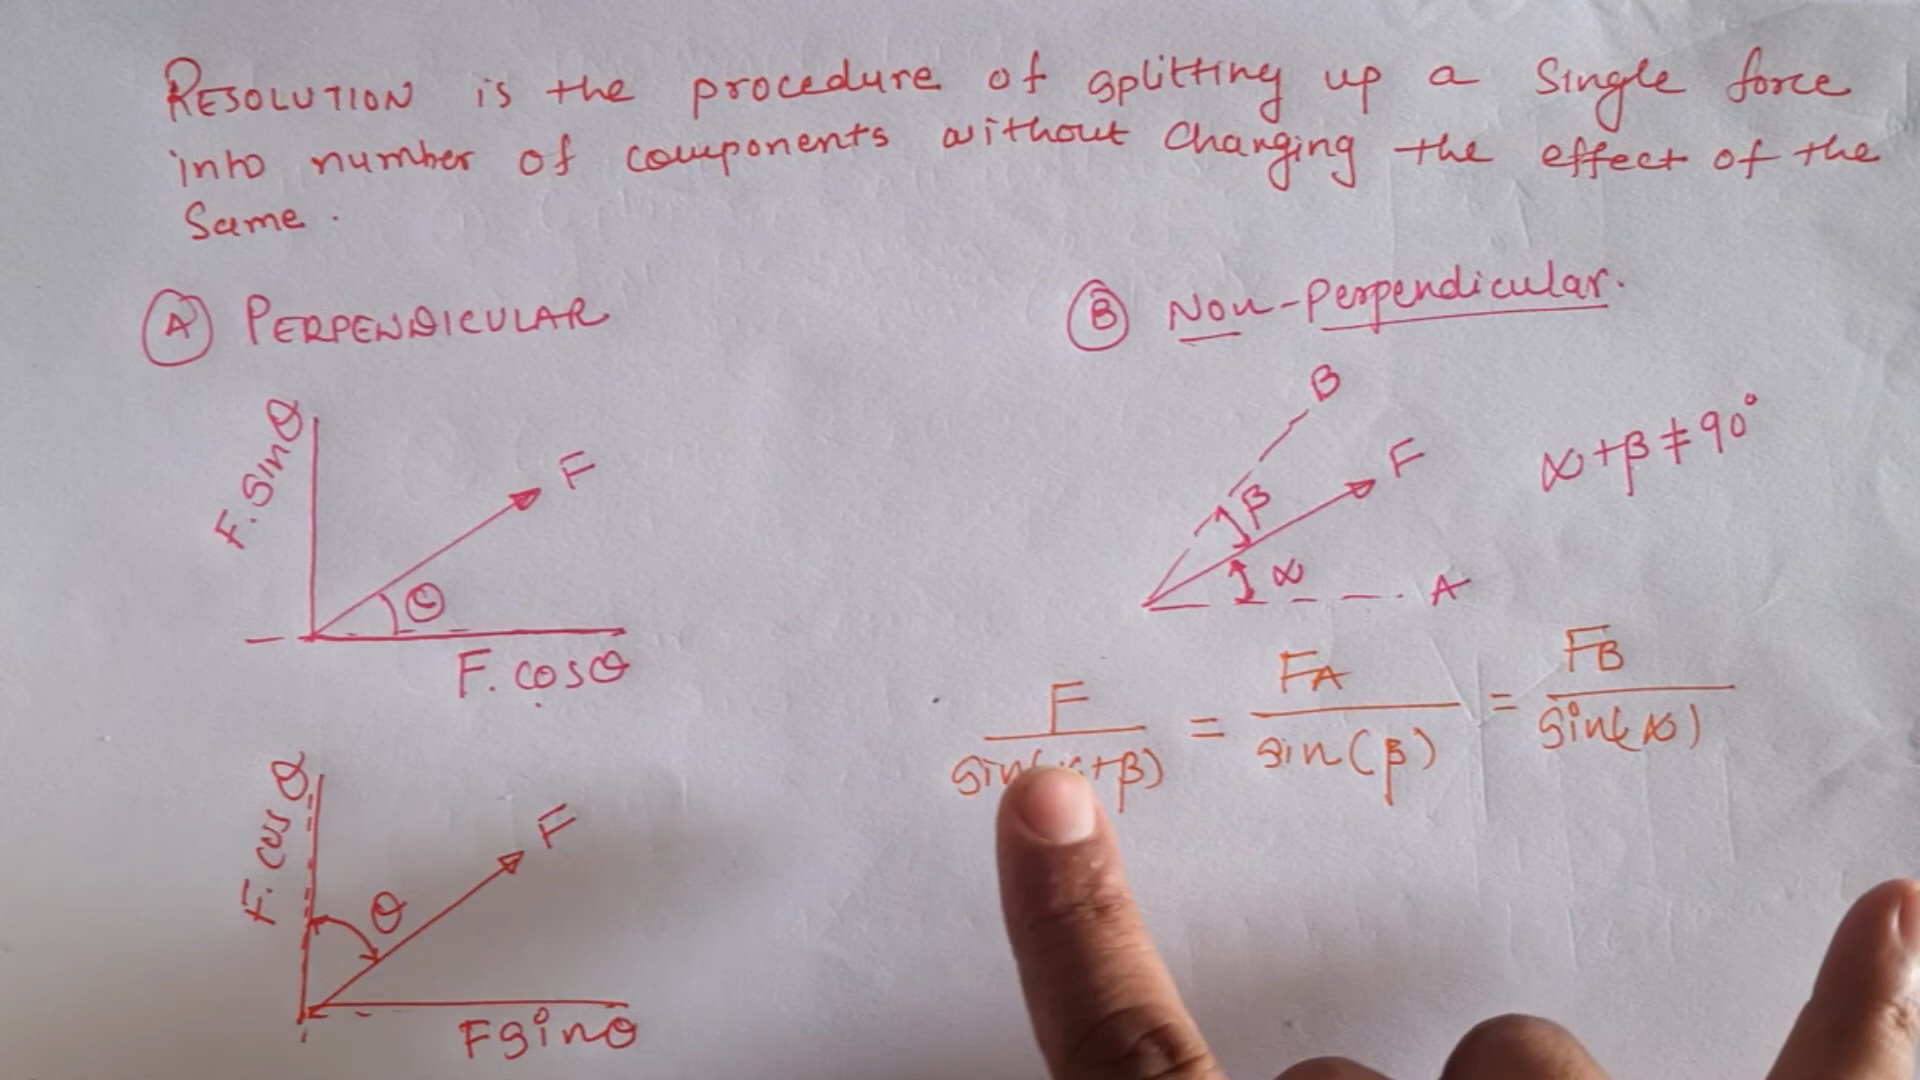 RESOLUTION is the procedure of splitting up a Single force
into number of components without Changing the effect of the
Same.
(A) PERPENDICULAR
F. Sinθ
F
θ
F. cosθ
F. cosθ
θ
F
Fsinθ
(B) Non-Perpendicular.
B
β
F
α
A
α+β≠90°
F/sin(α+β) = FA/sin(β) = FB/sin(α)